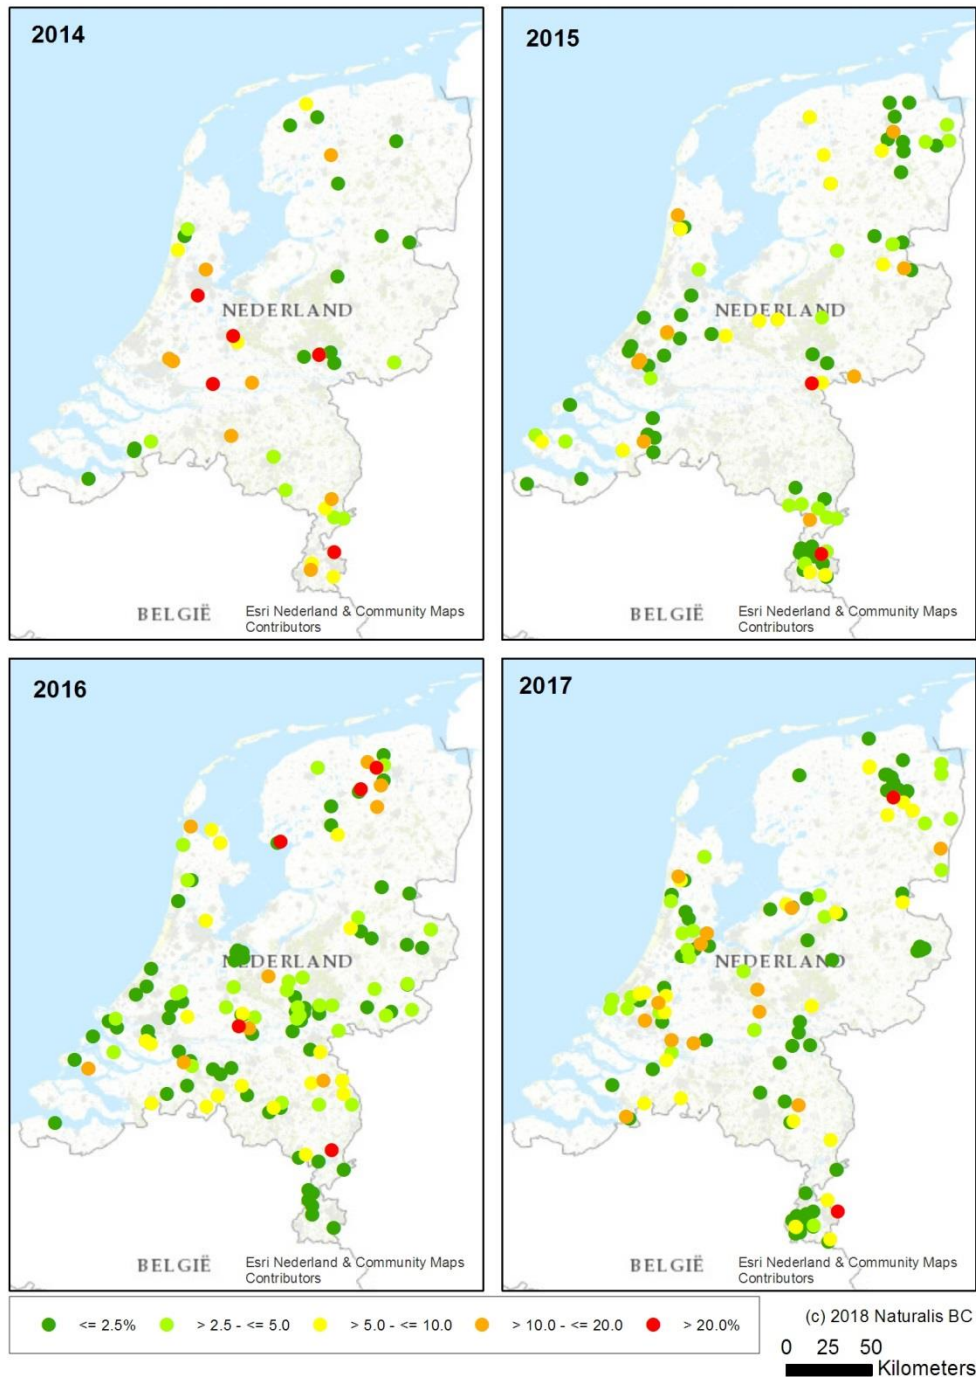 2014
NEDERLAND
BELGIË
Esri Nederland & Community Maps
Contributors
2015
NEDERLAND
BELGIË
Esri Nederland & Community Maps
Contributors
2016
NEDERLAND
BELGIË
Esri Nederland & Community Maps
Contributors
2017
NEDERLAND
BELGIË
Esri Nederland & Community Maps
Contributors
<= 2.5% > 2.5 - <= 5.0 > 5.0 - <= 10.0 > 10.0 - <= 20.0 > 20.0%
(c) 2018 Naturalis BC
0 25 50
Kilometers